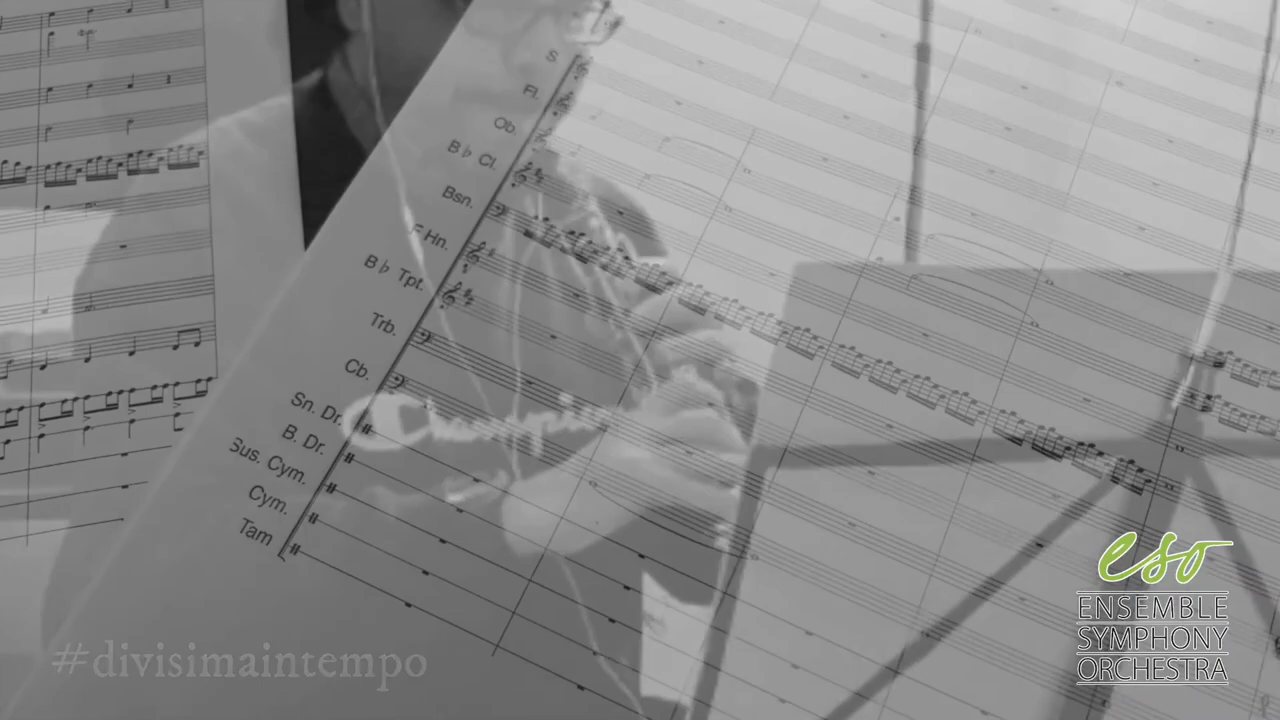 S.
Fl.
Ob.
B♭ Cl.
Bsn.
F Hn.
B♭ Tpt.
Trb.
Cb.
Sn. Dr.
B. Dr.
Sus. Cym.
Cym.
Tam
Champion
#divisimaintempo
eso
ENSEMBLE
SYMPHONY
ORCHESTRA